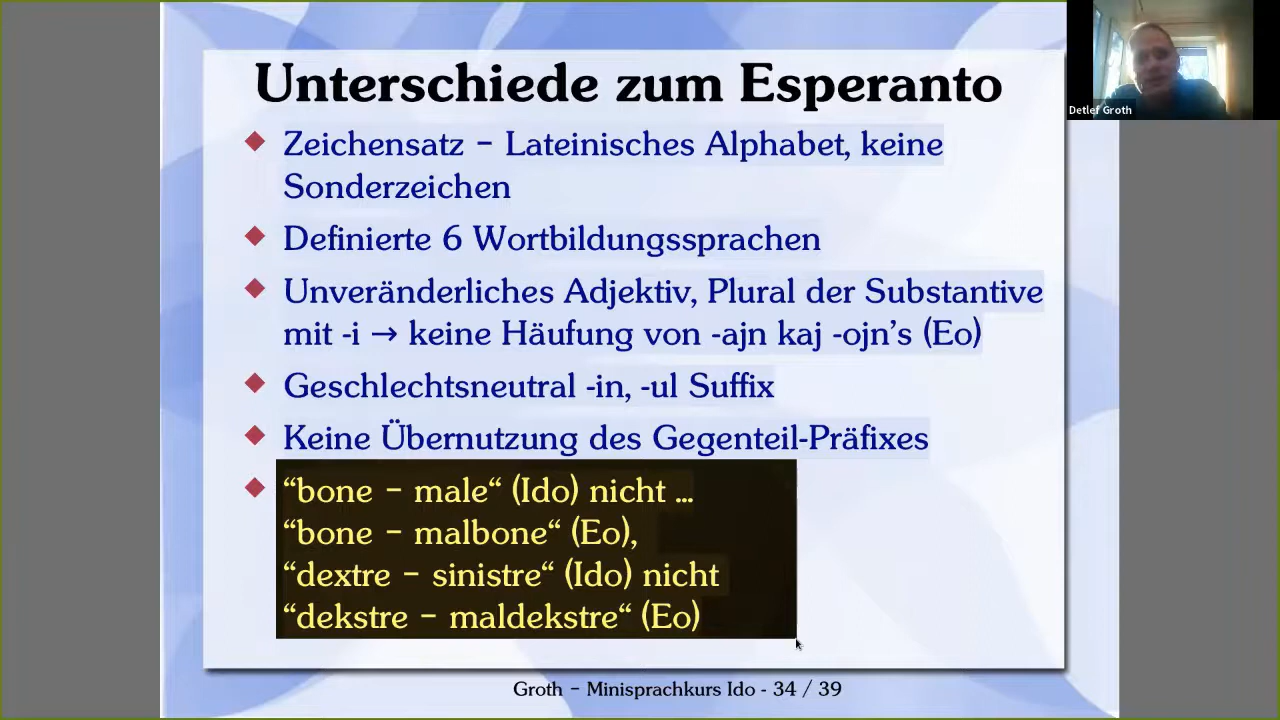 Unterschiede zum Esperanto
Detlef Groth
Zeichensatz – Lateinisches Alphabet, keine
Sonderzeichen
Definierte 6 Wortbildungssprachen
Unveränderliches Adjektiv, Plural der Substantive
mit -i → keine Häufung von -ajn kaj -ojn’s (Eo)
Geschlechtsneutral -in, -ul Suffix
Keine Übernutzung des Gegenteil-Präfixes
“bone – male“ (Ido) nicht ...
“bone – malbone“ (Eo),
“dextre – sinistre“ (Ido) nicht
“dekstre – maldekstre“ (Eo)
Groth – Minisprachkurs Ido - 34 / 39